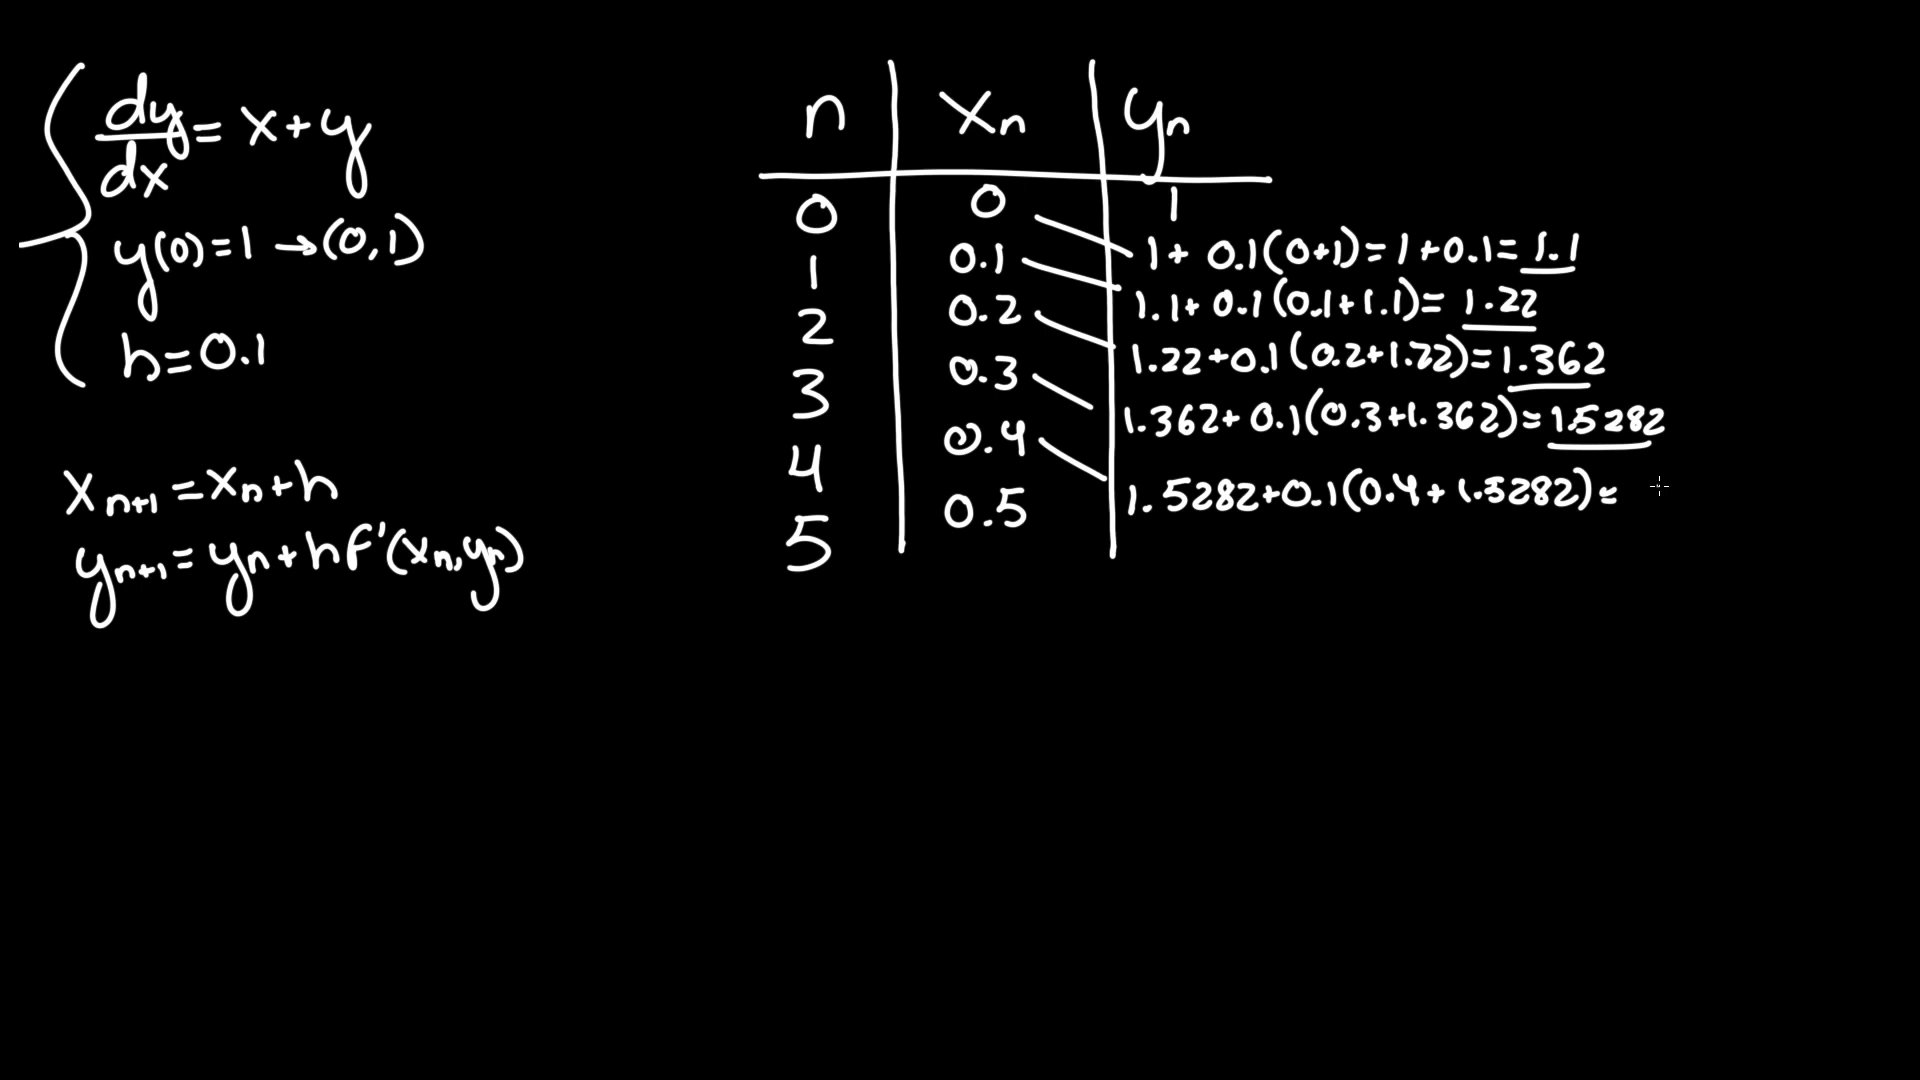 dy/dx = x+y
y(0)=1 → (0,1)
h=0.1
x_{n+1} = x_n + h
y_{n+1} = y_n + hf'(x_n, y_n)
n x_n y_n
0 0 1
1 0.1 1 + 0.1(0+1) = 1 + 0.1 = 1.1
2 0.2 1.1 + 0.1(0.1+1.1) = 1.22
3 0.3 1.22+0.1(0.2+1.22)=1.362
4 0.4 1.362+0.1(0.3+1.362)=1.5282
5 0.5 1.5282+0.1(0.4+1.5282)=